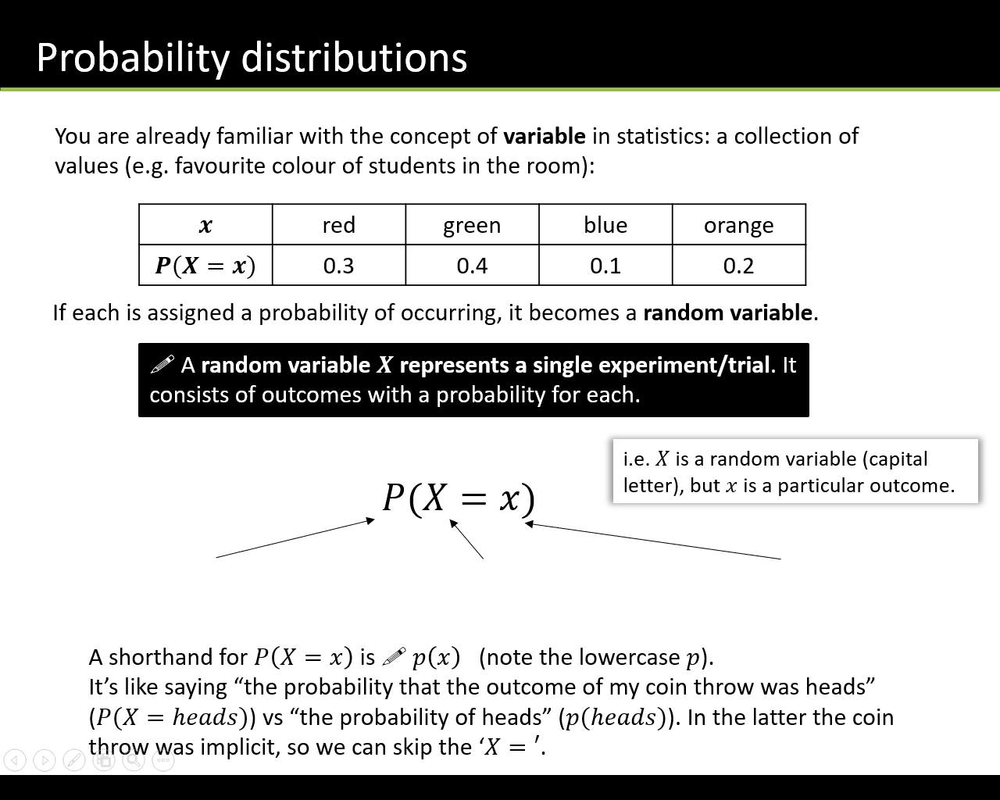 Probability distributions
You are already familiar with the concept of variable in statistics: a collection of
values (e.g. favourite colour of students in the room):
x red green blue orange
P(X = x) 0.3 0.4 0.1 0.2
If each is assigned a probability of occurring, it becomes a random variable.
A random variable X represents a single experiment/trial. It
consists of outcomes with a probability for each.
i.e. X is a random variable (capital
letter), but x is a particular outcome.
P(X = x)
A shorthand for P(X = x) is p(x) (note the lowercase p).
It’s like saying “the probability that the outcome of my coin throw was heads”
(P(X = heads)) vs “the probability of heads” (p(heads)). In the latter the coin
throw was implicit, so we can skip the ‘X = ′.